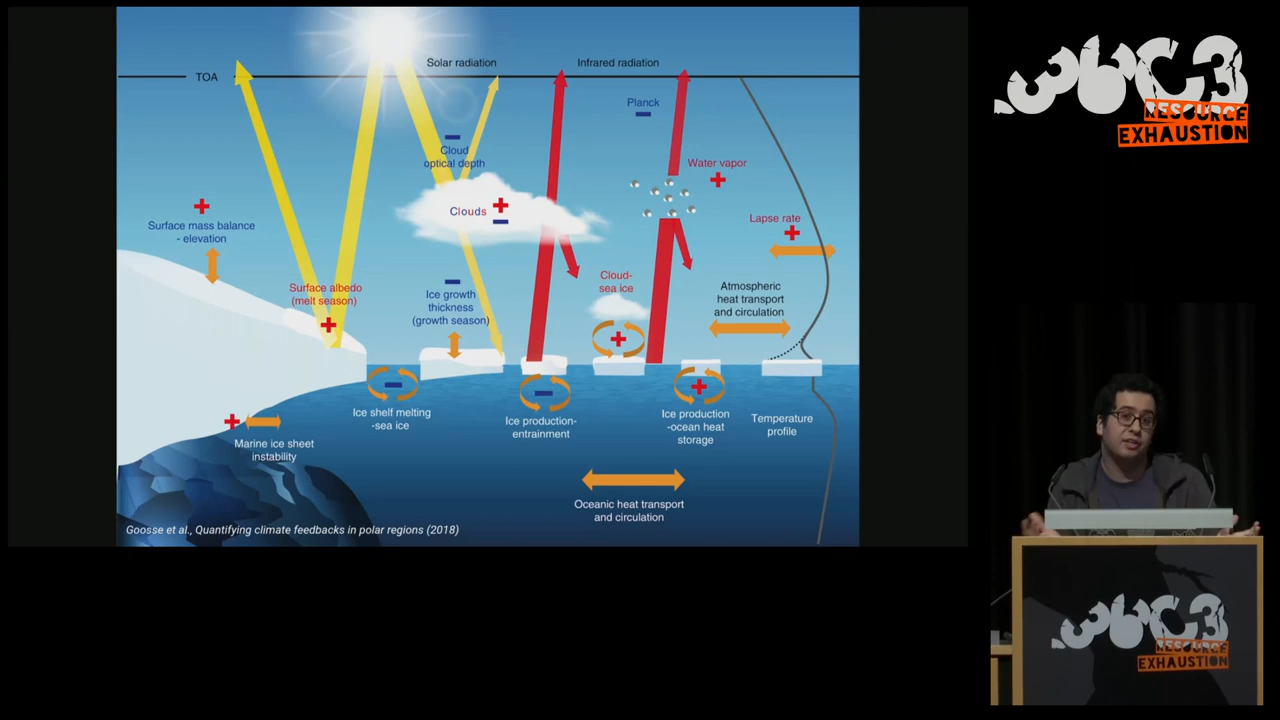 TOA
Solar radiation
Infrared radiation
Planck
Cloud
optical depth
Water vapor
Clouds
Surface mass balance
- elevation
Lapse rate
Surface albedo
(melt season)
Ice growth
thickness
(growth season)
Cloud-
sea ice
Atmospheric
heat transport
and circulation
Ice shelf melting
-sea ice
Ice production-
entrainment
Ice production
-ocean heat
storage
Temperature
profile
Marine ice sheet
instability
Oceanic heat transport
and circulation
Goosse et al., Quantifying climate feedbacks in polar regions (2018)
36C3
RESOURCE
EXHAUSTION
36C3
RESOURCE
EXHAUSTION